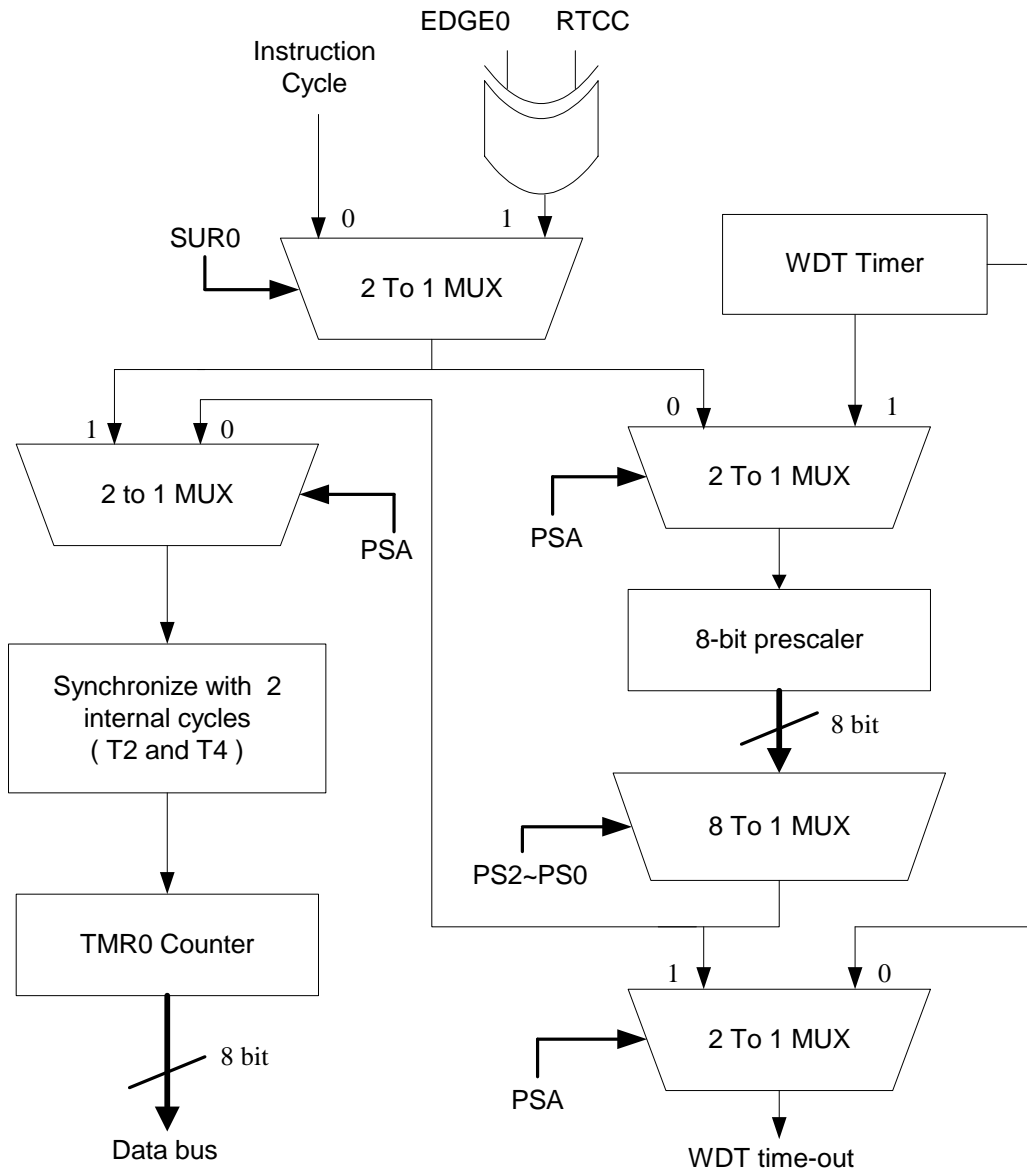 EDGE0
RTCC
Instruction
Cycle
0
1
SUR0
2 To 1 MUX
WDT Timer
1
0
0
1
2 to 1 MUX
2 To 1 MUX
PSA
PSA
8-bit prescaler
Synchronize with 2
internal cycles
( T2 and T4 )
8 bit
8 To 1 MUX
PS2~PS0
TMR0 Counter
1
0
2 To 1 MUX
8 bit
PSA
Data bus
WDT time-out